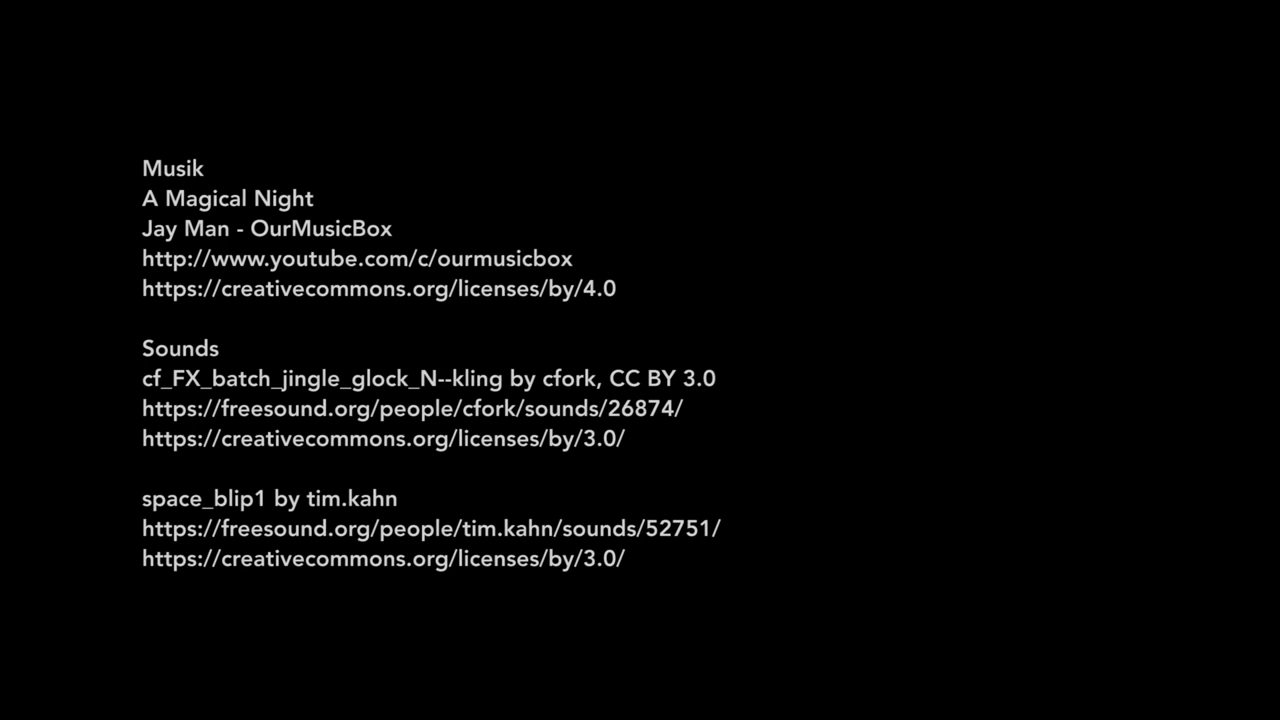 Musik
A Magical Night
Jay Man - OurMusicBox
http://www.youtube.com/c/ourmusicbox
https://creativecommons.org/licenses/by/4.0
Sounds
cf_FX_batch_jingle_glock_N--kling by cfork, CC BY 3.0
https://freesound.org/people/cfork/sounds/26874/
https://creativecommons.org/licenses/by/3.0/
space_blip1 by tim.kahn
https://freesound.org/people/tim.kahn/sounds/52751/
https://creativecommons.org/licenses/by/3.0/